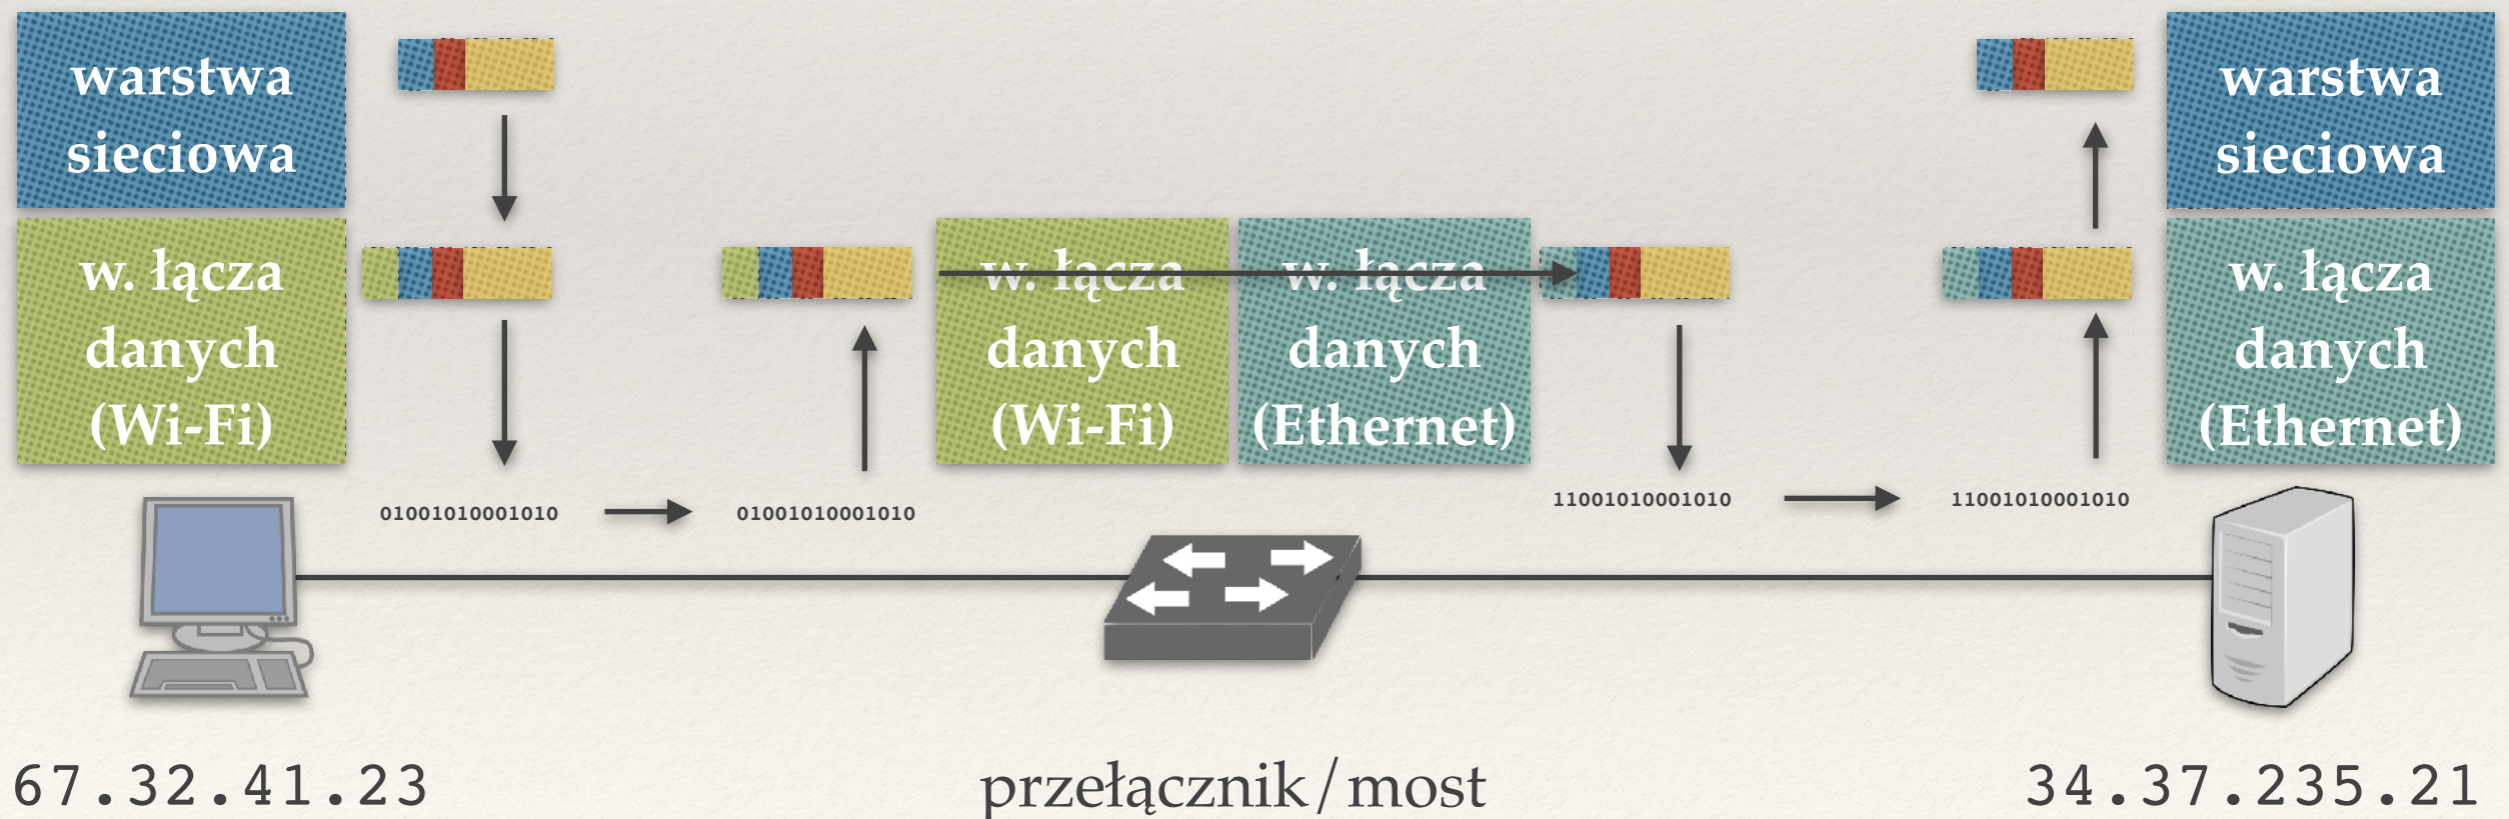 warstwa
sieciowa
w. łącza
danych
(Wi-Fi)
w. łącza
danych
(Wi-Fi)
w. łącza
danych
(Ethernet)
warstwa
sieciowa
w. łącza
danych
(Ethernet)
01001010001010
01001010001010
11001010001010
11001010001010
67.32.41.23
przełącznik/most
34.37.235.21